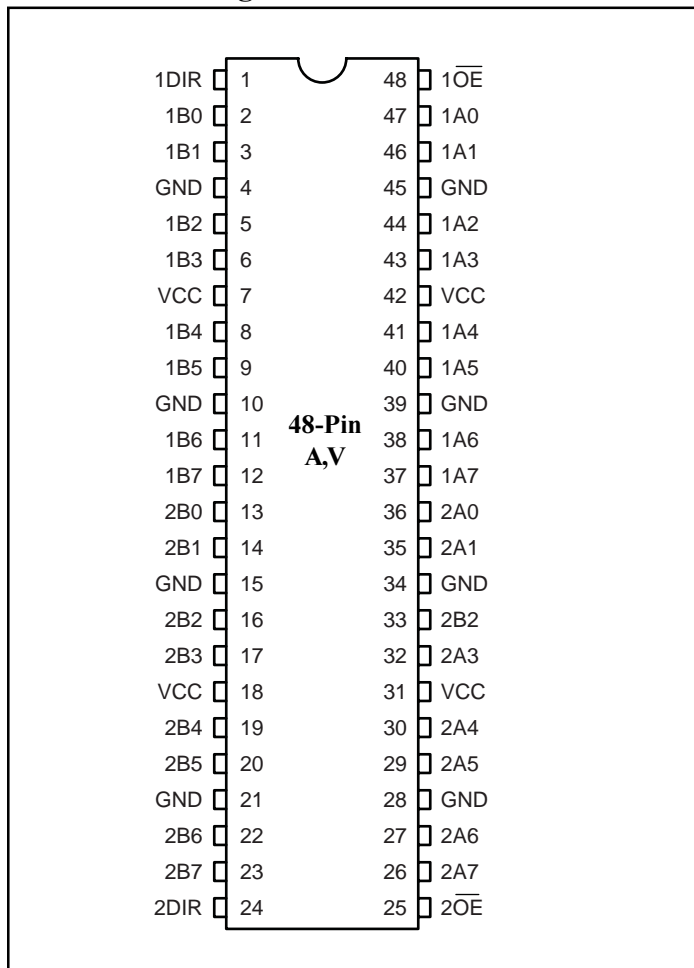 1DIR 1 48 1O̅E̅
1B0 2 47 1A0
1B1 3 46 1A1
GND 4 45 GND
1B2 5 44 1A2
1B3 6 43 1A3
VCC 7 42 VCC
1B4 8 41 1A4
1B5 9 40 1A5
GND 10 39 GND
48-Pin
1B6 11 38 1A6
A,V
1B7 12 37 1A7
2B0 13 36 2A0
2B1 14 35 2A1
GND 15 34 GND
2B2 16 33 2B2
2B3 17 32 2A3
VCC 18 31 VCC
2B4 19 30 2A4
2B5 20 29 2A5
GND 21 28 GND
2B6 22 27 2A6
2B7 23 26 2A7
2DIR 24 25 2O̅E̅